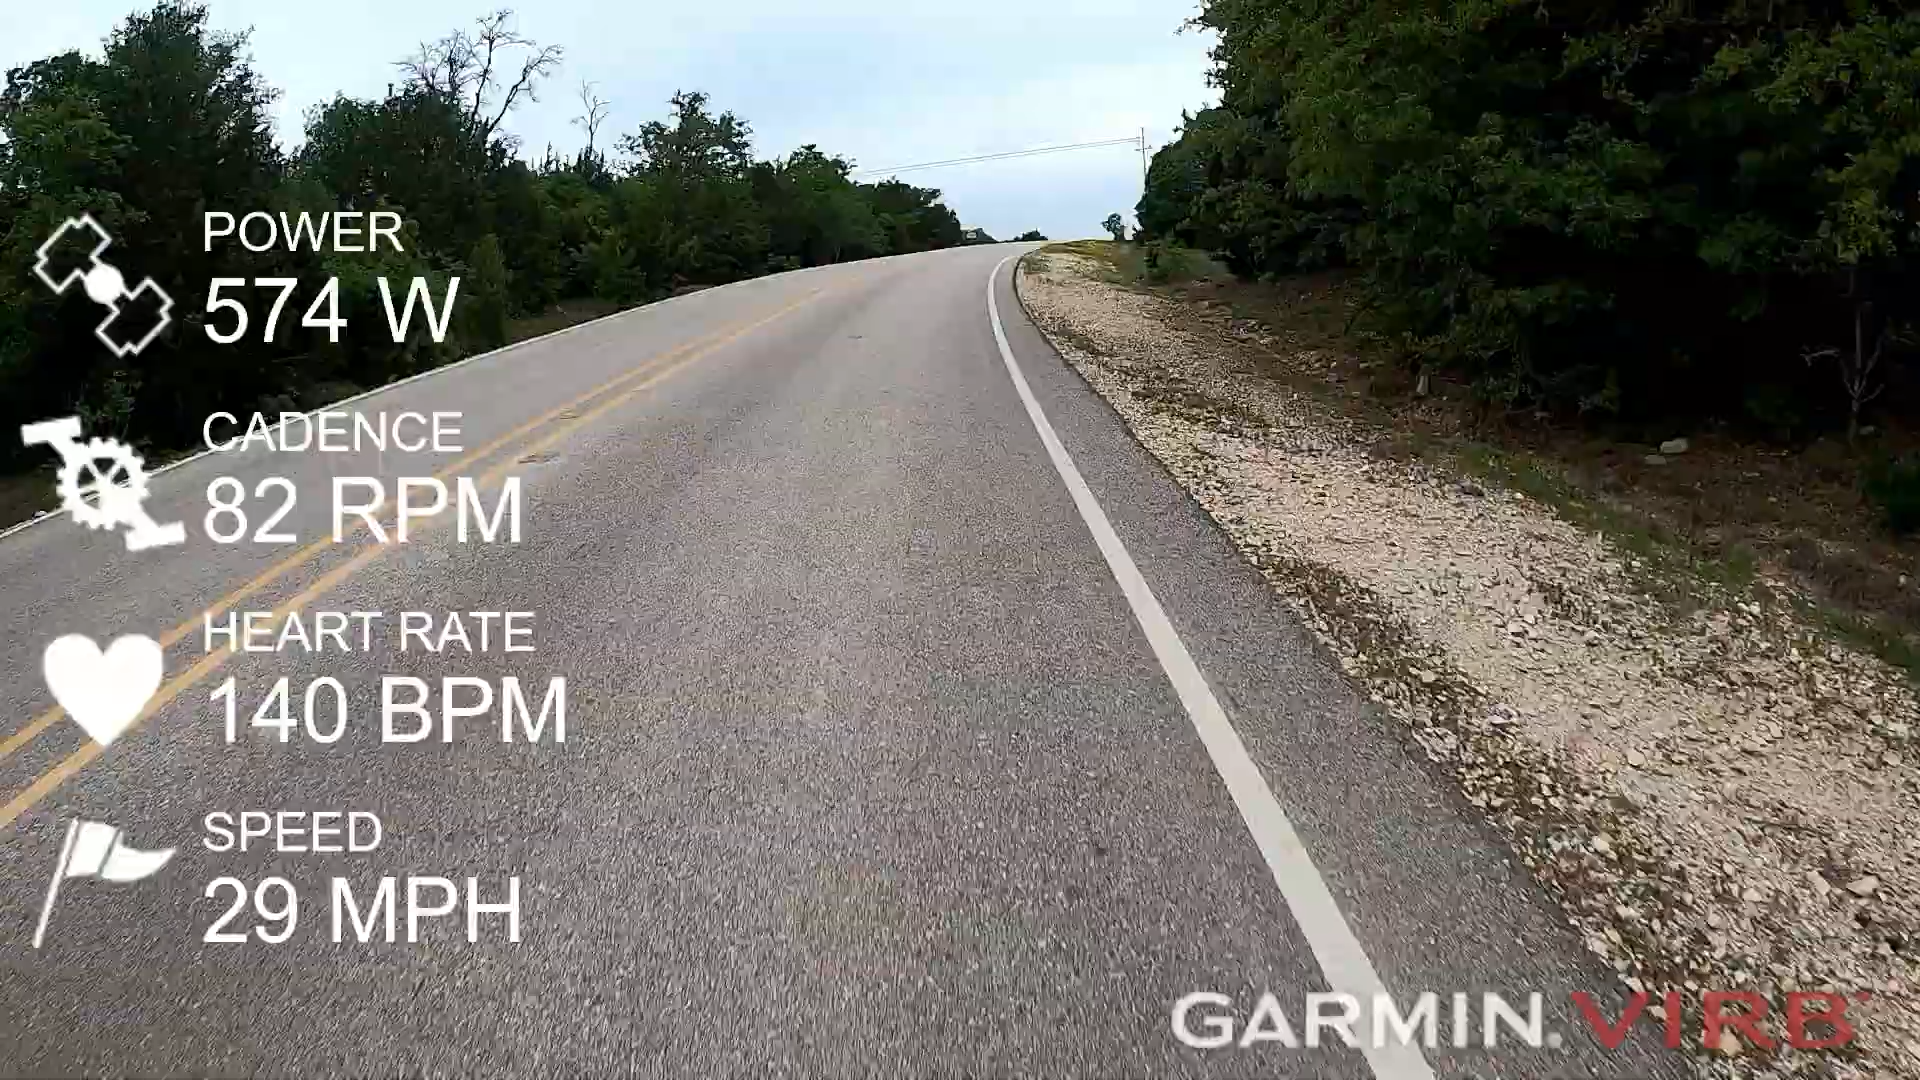 POWER
574 W
CADENCE
82 RPM
HEART RATE
140 BPM
SPEED
29 MPH
GARMIN. VIRB